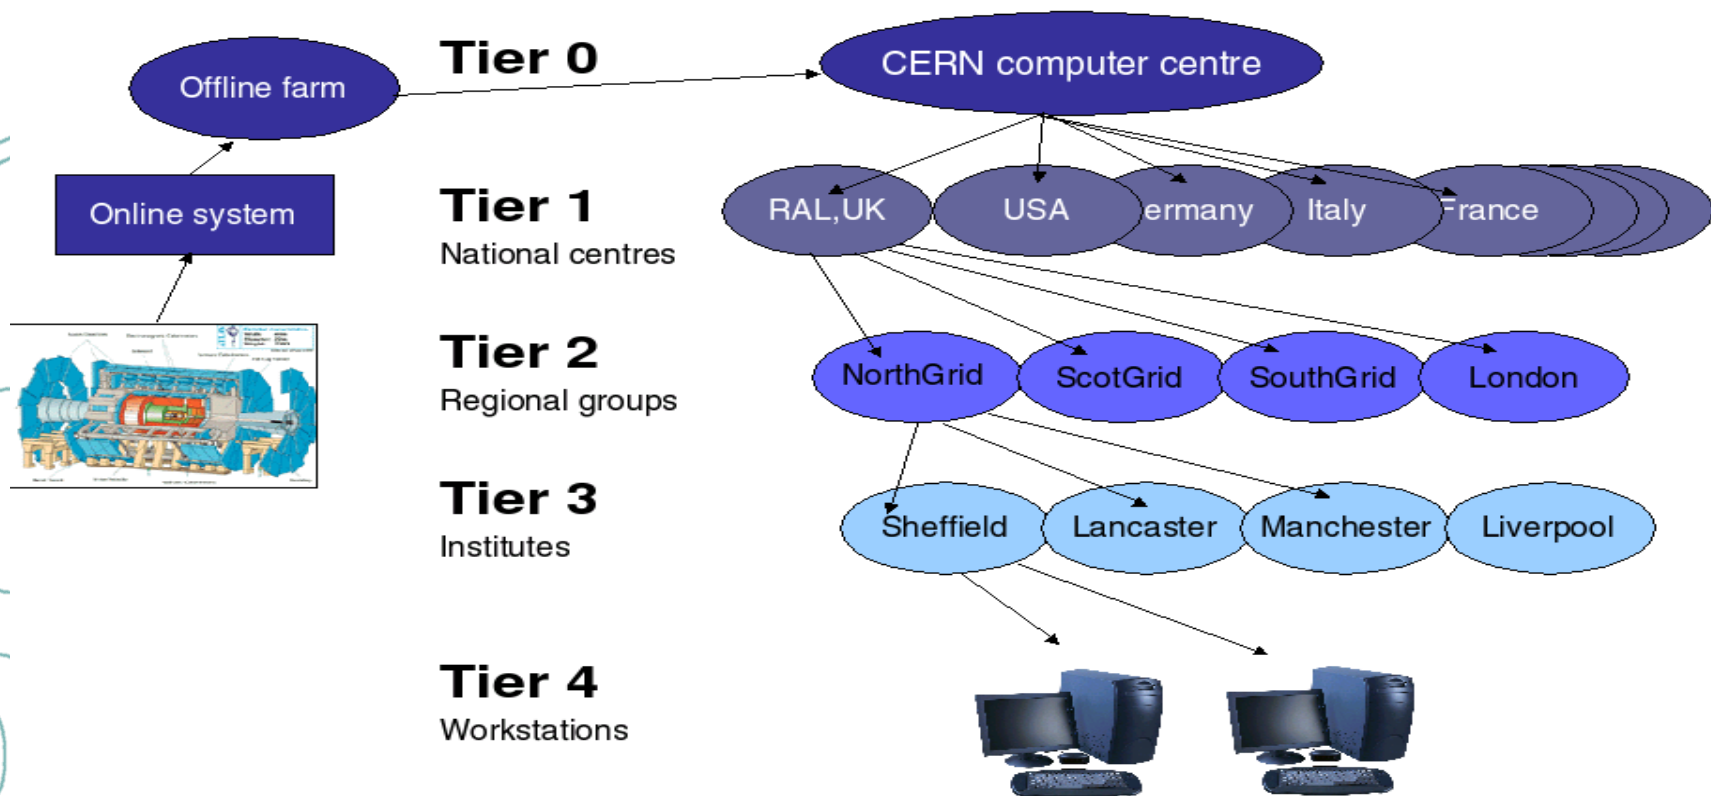 Tier 0
Offline farm
CERN computer centre
Online system
Tier 1
National centres
RAL,UK
USA
ermany
Italy
France
Tier 2
Regional groups
NorthGrid
ScotGrid
SouthGrid
London
Tier 3
Institutes
Sheffield
Lancaster
Manchester
Liverpool
Tier 4
Workstations